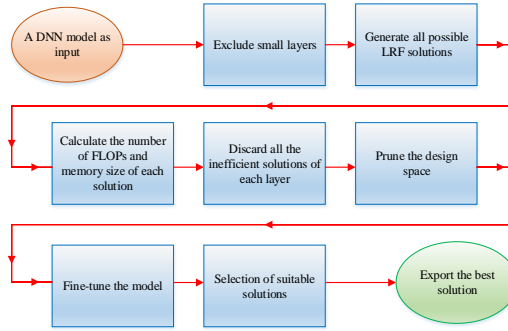 A DNN model as
input
Exclude small layers
Generate all possible
LRF solutions
Calculate the number
of FLOPs and
memory size of each
solution
Discard all the
inefficient solutions of
each layer
Prune the design
space
Fine-tune the model
Selection of suitable
solutions
Export the best
solution